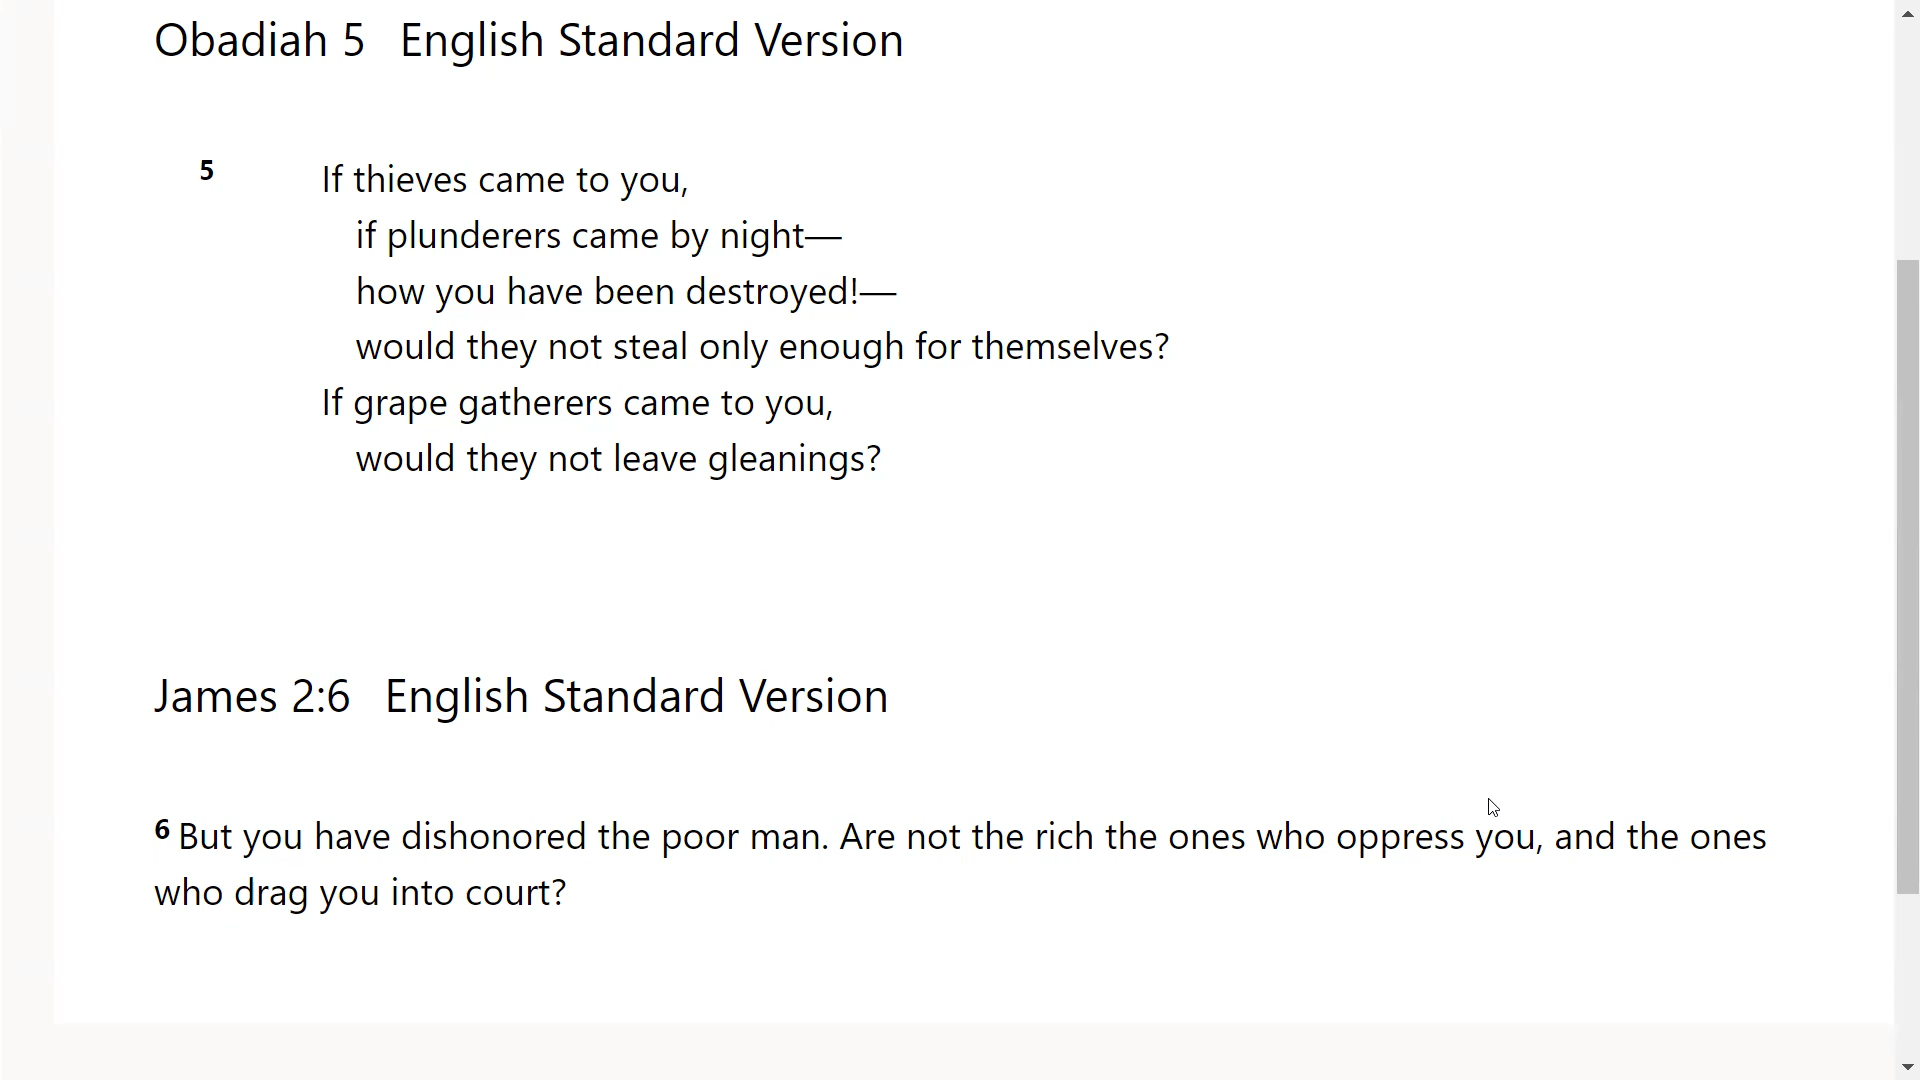 Obadiah 5 English Standard Version
5 If thieves came to you,
if plunderers came by night—
how you have been destroyed!—
would they not steal only enough for themselves?
If grape gatherers came to you,
would they not leave gleanings?
James 2:6 English Standard Version
6 But you have dishonored the poor man. Are not the rich the ones who oppress you, and the ones
who drag you into court?